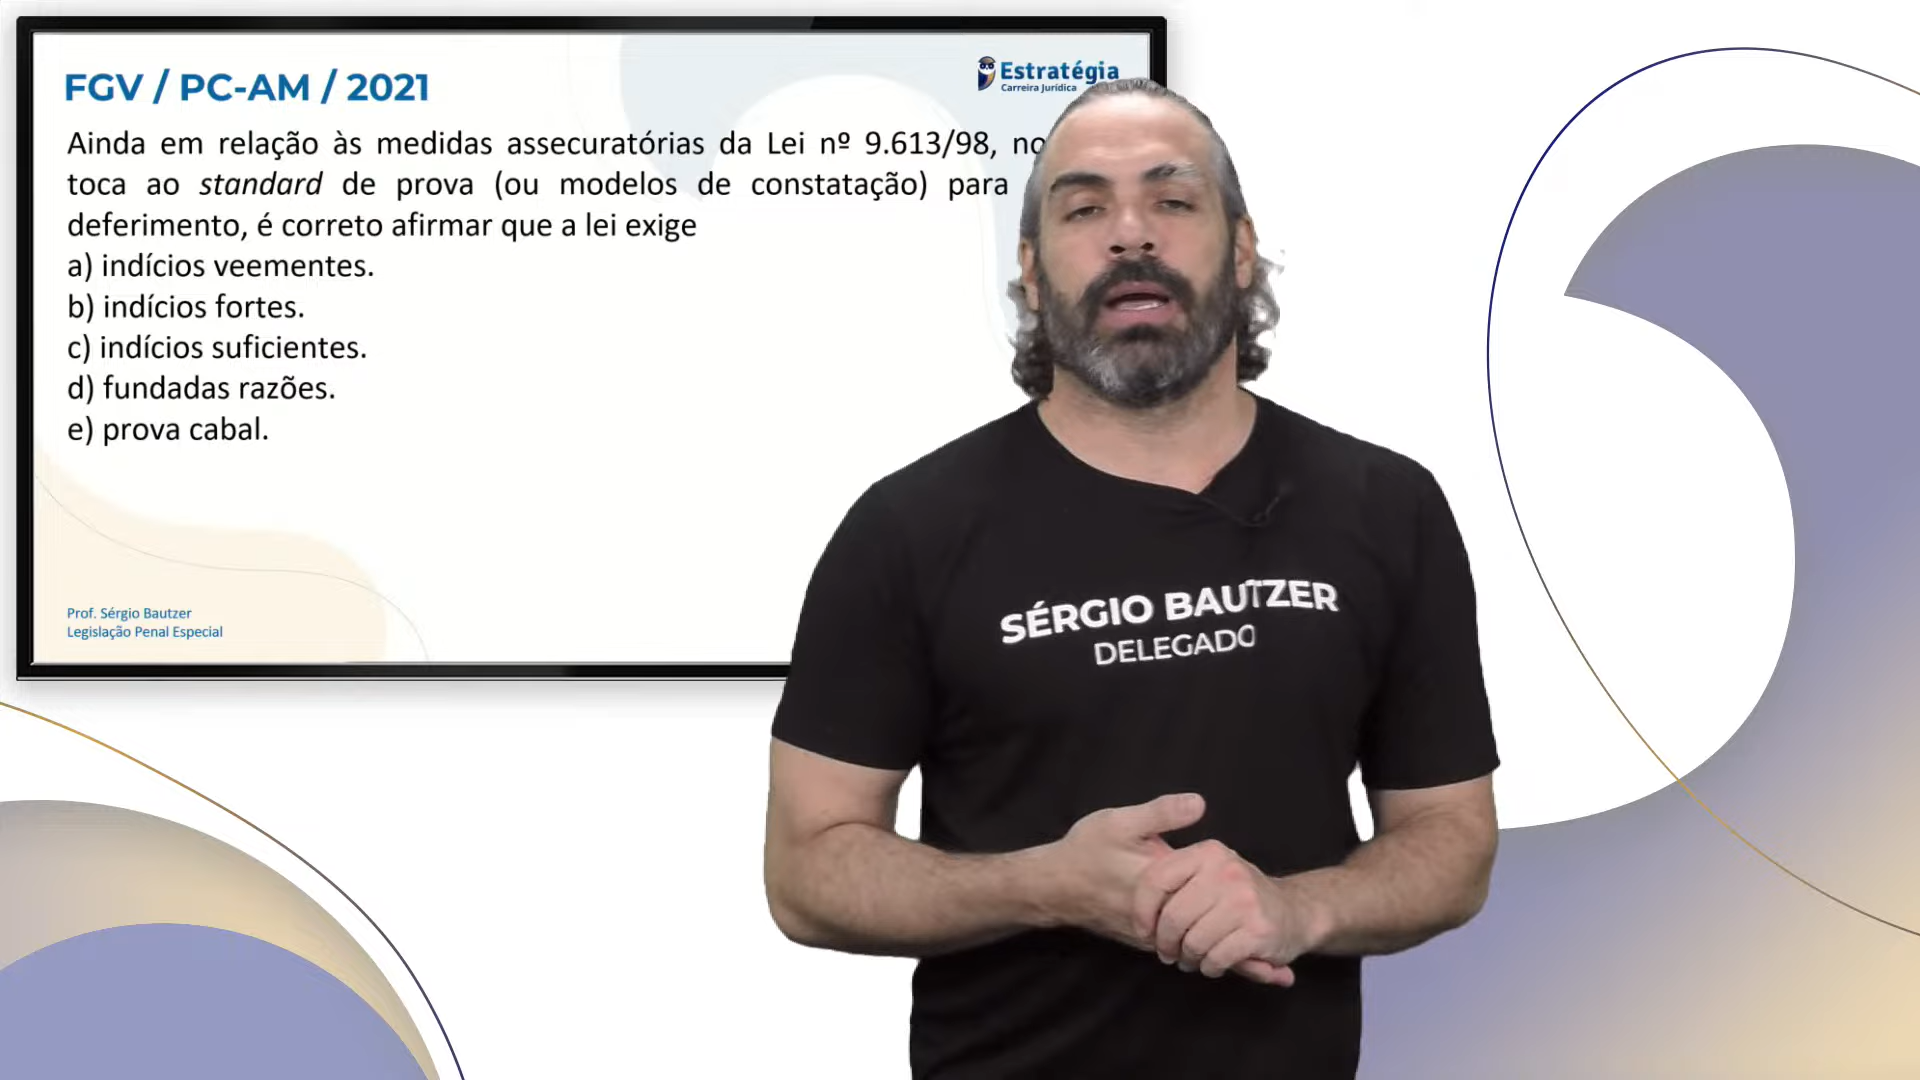 FGV / PC-AM / 2021
Estratégia
Carreira Jurídica
Ainda em relação às medidas assecuratórias da Lei nº 9.613/98, no
toca ao standard de prova (ou modelos de constatação) para
deferimento, é correto afirmar que a lei exige
a) indícios veementes.
b) indícios fortes.
c) indícios suficientes.
d) fundadas razões.
e) prova cabal.
Prof. Sérgio Bautzer
Legislação Penal Especial
SÉRGIO BAUTZER
DELEGADO